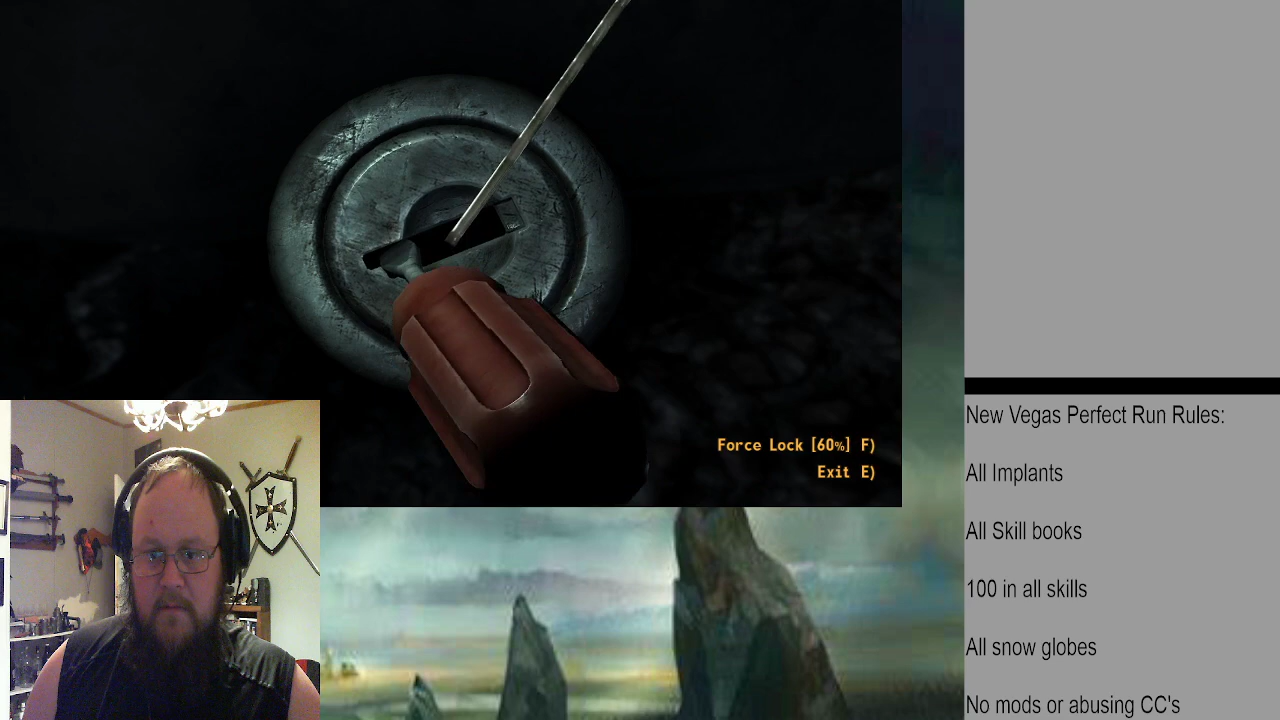 Force Lock [60%] F)
Exit E)
New Vegas Perfect Run Rules:
All Implants
All Skill books
100 in all skills
All snow globes
No mods or abusing CC's